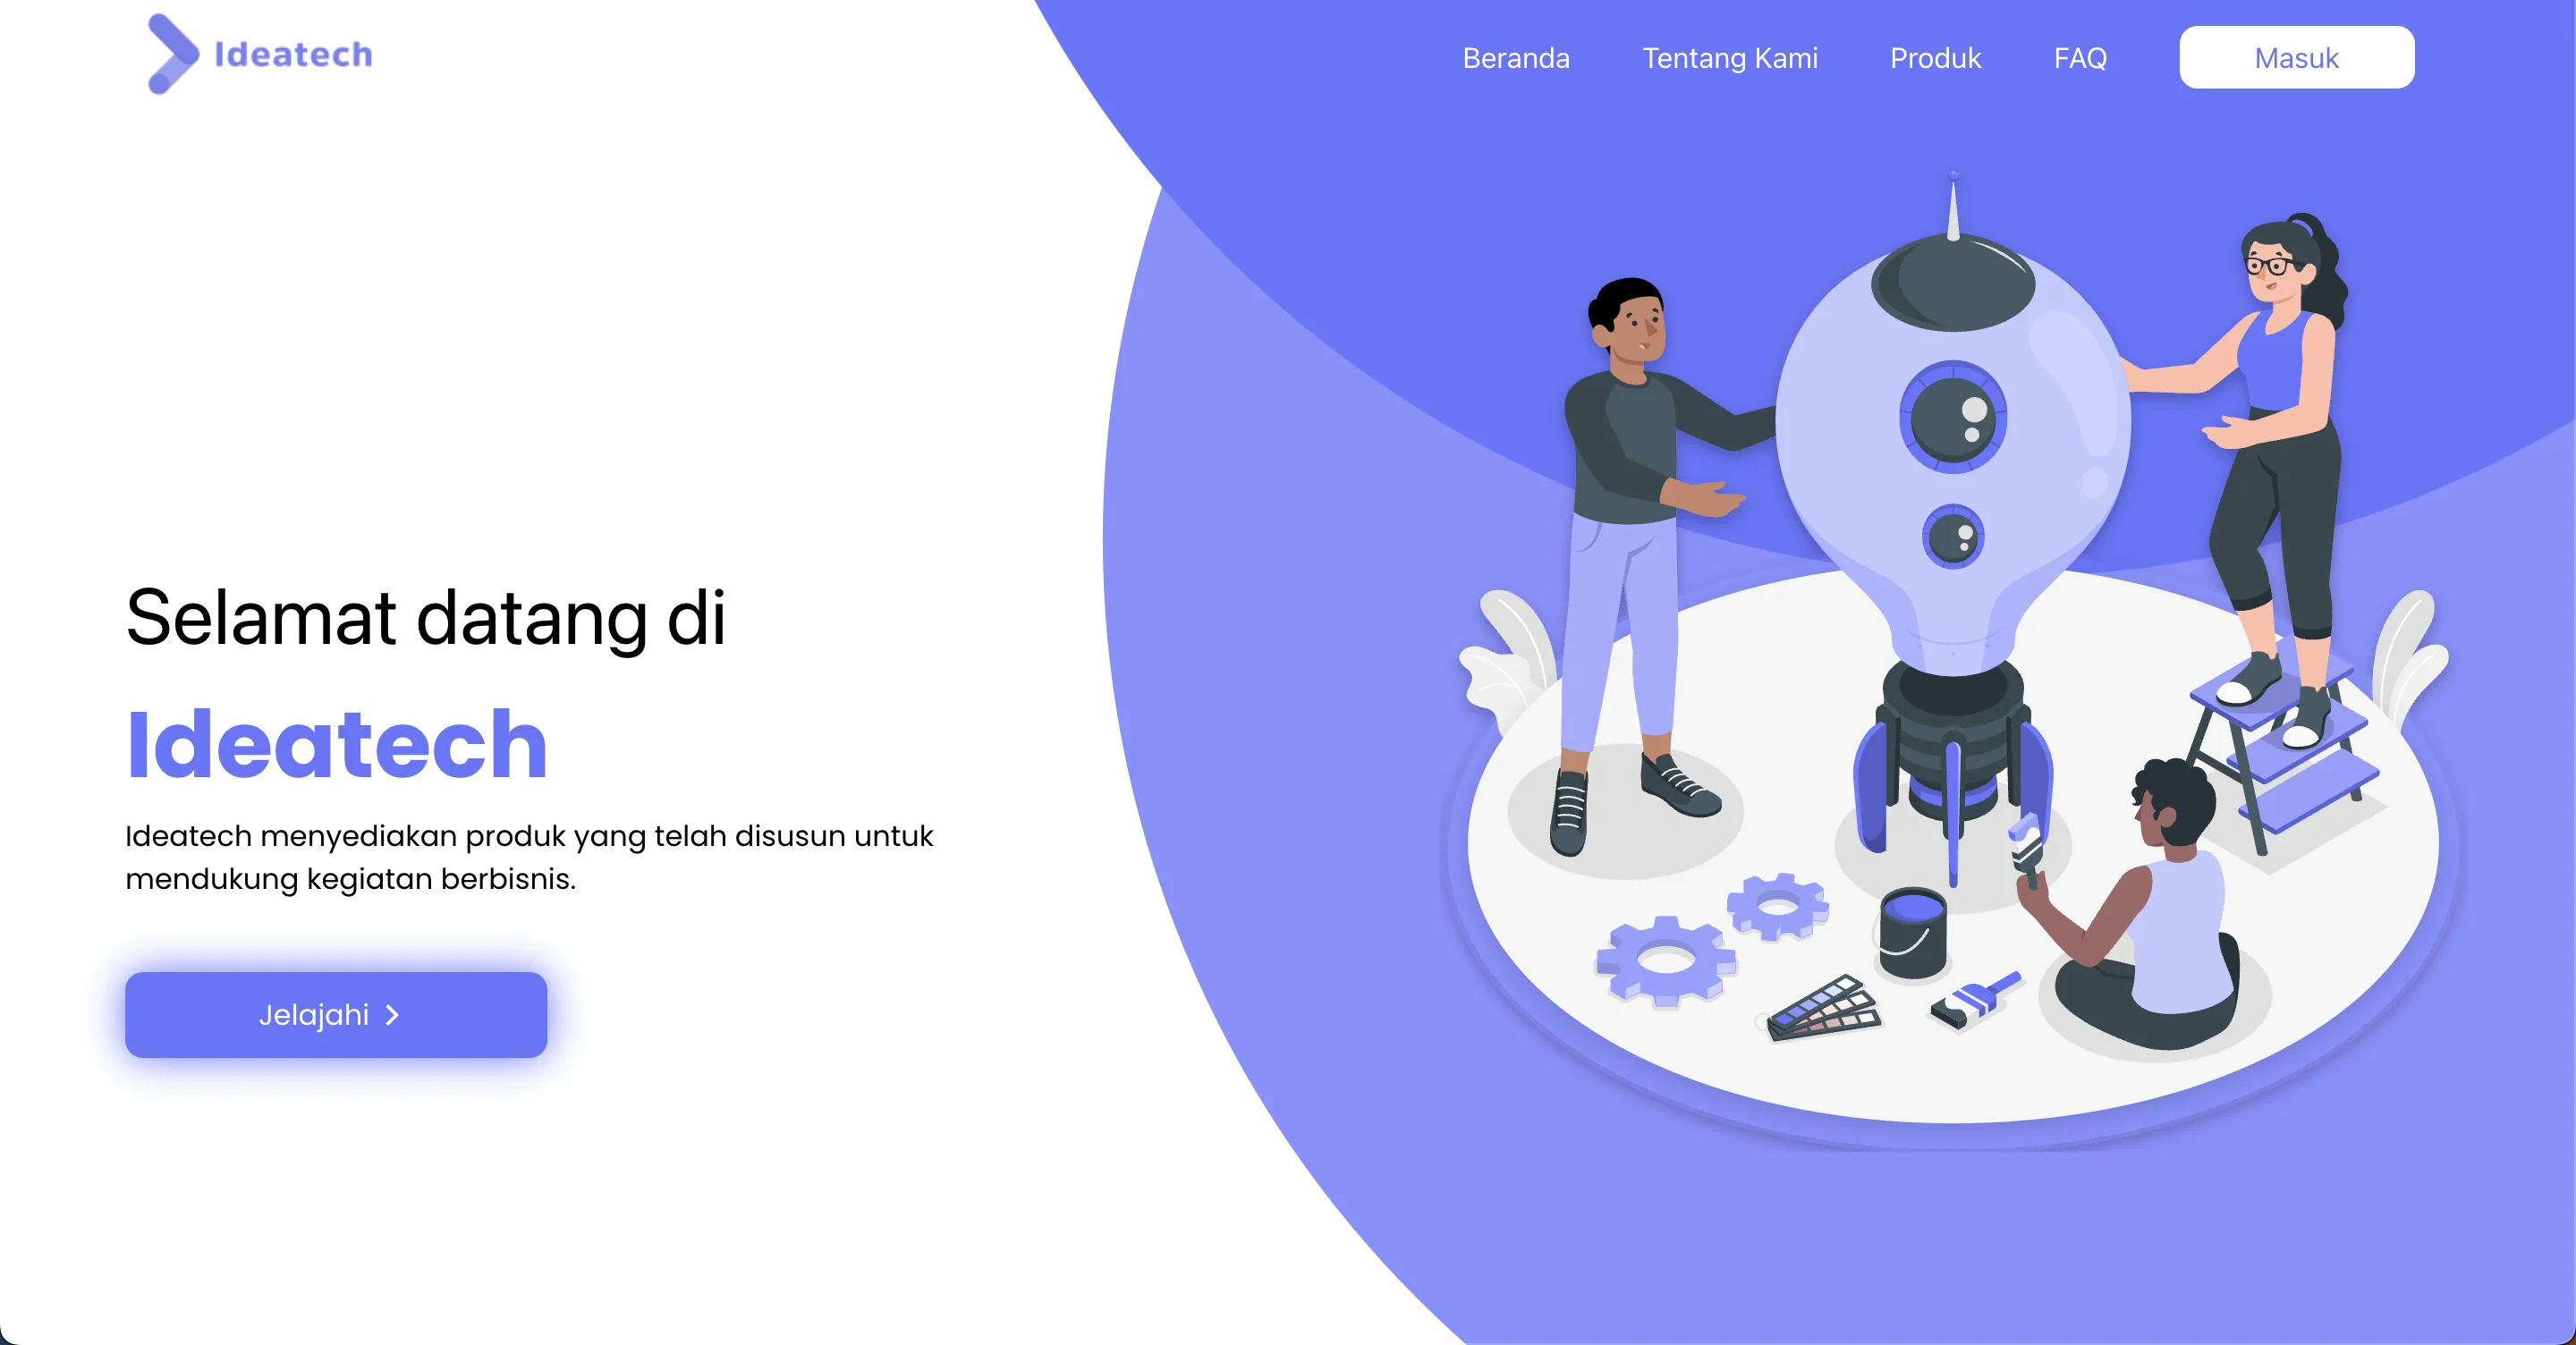 Ideatech
Beranda
Tentang Kami
Produk
FAQ
Masuk
Selamat datang di
Ideatech
Ideatech menyediakan produk yang telah disusun untuk
mendukung kegiatan berbisnis.
Jelajahi